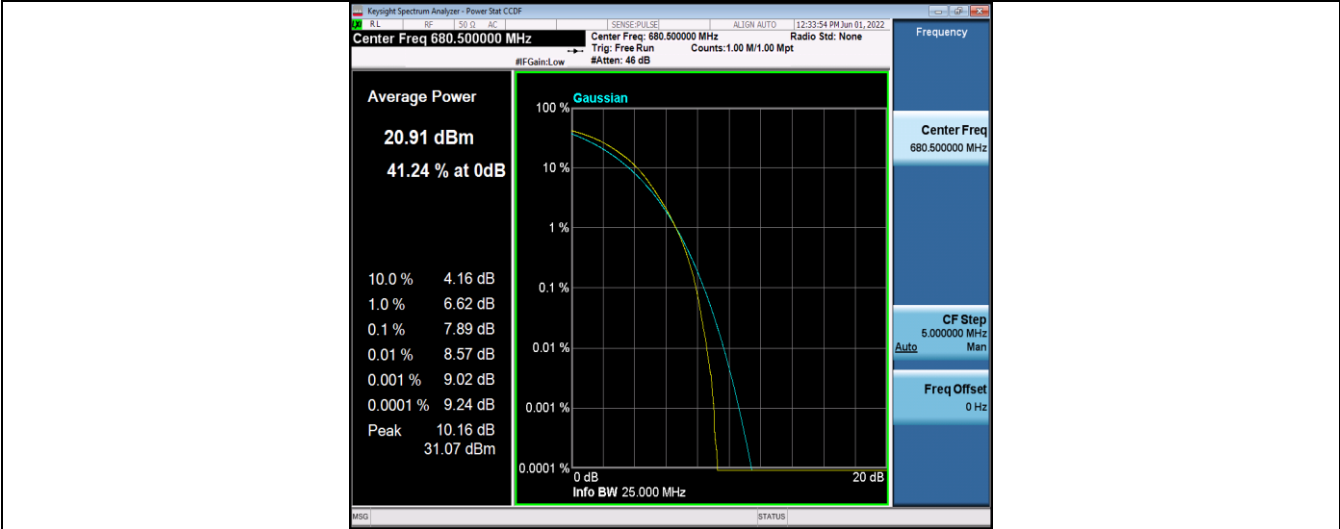 Keysight Spectrum Analyzer - Power Stat CCDF
RL RF 50 Ω AC SENSE:PULSE ALIGN AUTO 12:33:54 PM Jun 01, 2022
Center Freq 680.500000 MHz
Center Freq: 680.500000 MHz Radio Std: None
Trig: Free Run Counts:1.00 M/1.00 Mpt
#IFGain:Low #Atten: 46 dB
Frequency
Average Power
20.91 dBm
41.24 % at 0dB
10.0 % 4.16 dB
1.0 % 6.62 dB
0.1 % 7.89 dB
0.01 % 8.57 dB
0.001 % 9.02 dB
0.0001 % 9.24 dB
Peak 10.16 dB
31.07 dBm
Gaussian
100 %
10 %
1 %
0.1 %
0.01 %
0.001 %
0.0001 %
0 dB 20 dB
Info BW 25.000 MHz
Center Freq
680.500000 MHz
CF Step
5.000000 MHz
Auto Man
Freq Offset
0 Hz
MSG STATUS